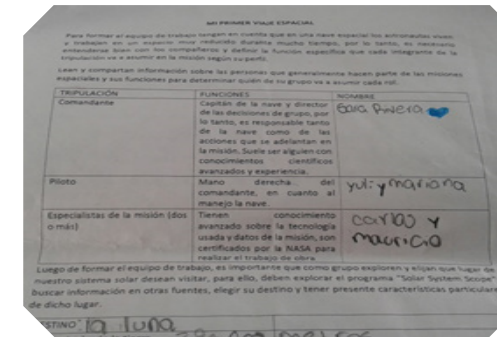 MI PRIMER VIAJE ESPACIAL
Para formar el equipo de trabajo tengan en cuenta que en una nave espacial los astronautas viven
y trabajan en un espacio muy reducido durante mucho tiempo, por lo tanto, es necesario
entenderse bien con los compañeros y definir la función específica que cada integrante de la
tripulación va a asumir en la misión según su perfil.
Lean y compartan información sobre las personas que generalmente hacen parte de las misiones
espaciales y sus funciones para determinar quién de su grupo va a asumir cada rol.
TRIPULACIÓN FUNCIONES NOMBRE
Comandante Capitán de la nave y director Sara Rivera
de las decisiones de grupo, por
lo tanto, es responsable tanto
de la nave como de las
acciones que se adelantan en
la misión. Suele ser alguien con
conocimientos científicos
avanzados y experiencia.
Piloto Mano derecha... del yuli y mariana
comandante, en cuanto al
manejo la nave.
Especialistas de la misión (dos Tienen conocimiento carlos y
o más) avanzado sobre la tecnología mauricio
usada y datos de la misión, son
certificados por la NASA para
realizar el trabajo de obra
Luego de formar el equipo de trabajo, es importante que como grupo exploren y elijan que lugar de
nuestro sistema solar desean visitar, para ello, deben explorar el programa "Solar System Scope"
buscar información en otras fuentes, elegir su destino y tener presente características particulare
de dicho lugar.
STINO: la luna